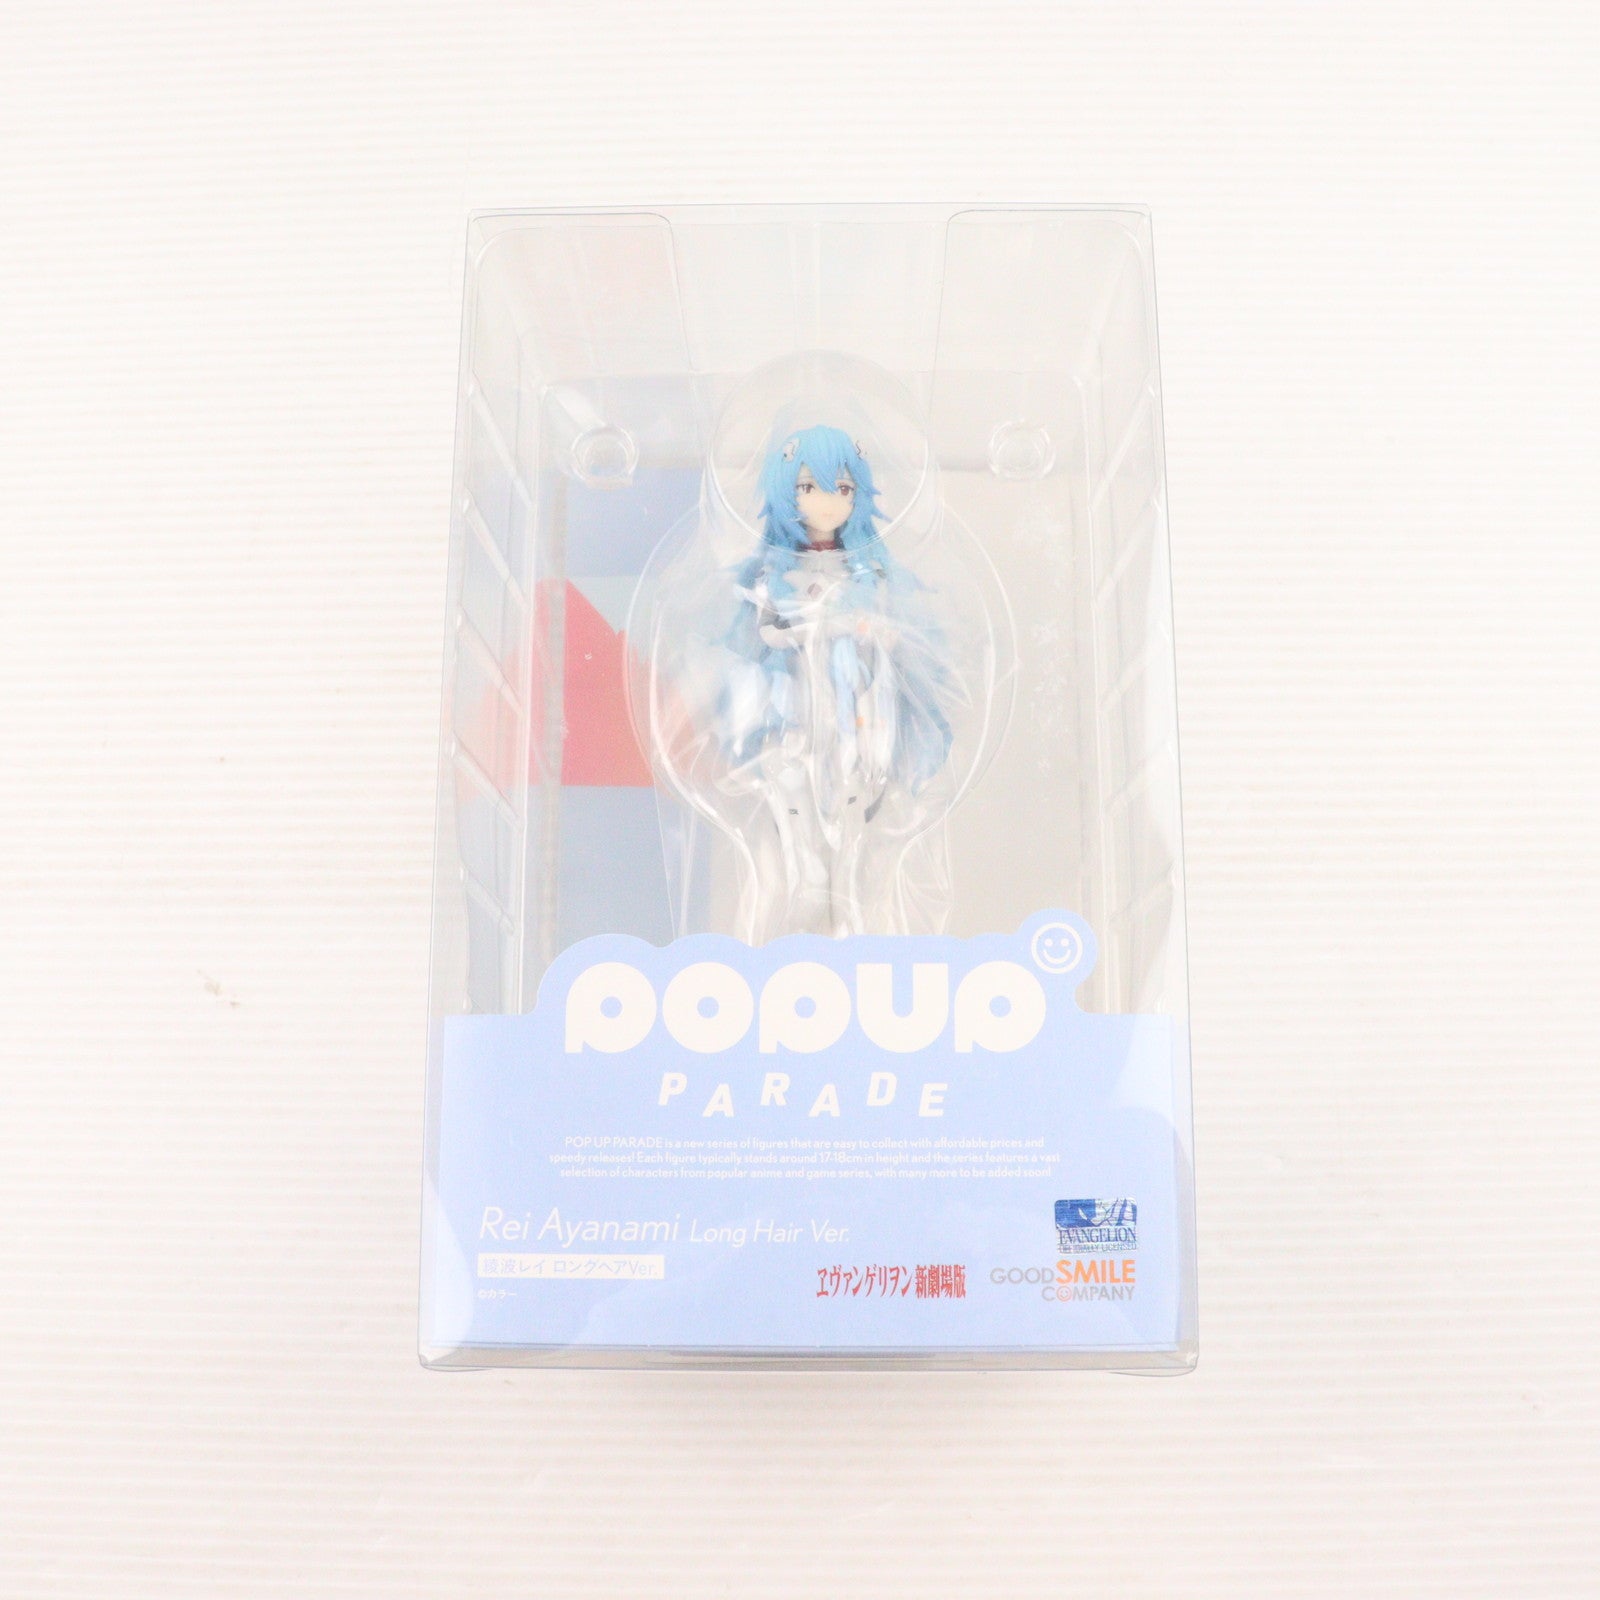 POPUP
PARADE
POP UP PARADE is a new series of figures that are easy to collect with affordable prices and
speedy releases! Each figure typically stands around 17-18cm in height and the series features a vast
selection of characters from popular anime and game series, with many more to be added soon!
Rei Ayanami Long Hair Ver.
綾波レイ ロングヘアVer.
©カラー
ヱヴァンゲリヲン新劇場版
EVANGELION
GOOD SMILE
COMPANY